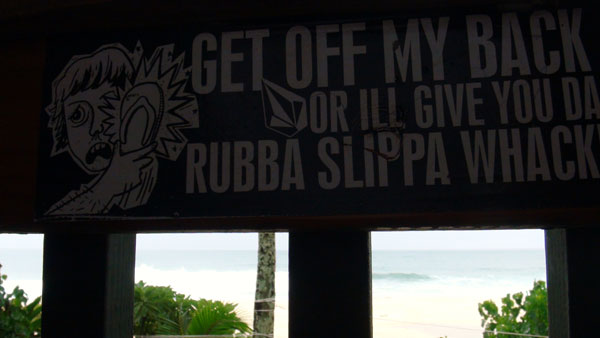 GET OFF MY BACK
OR ILL GIVE YOU DA
RUBBA SLIPPA WHACK